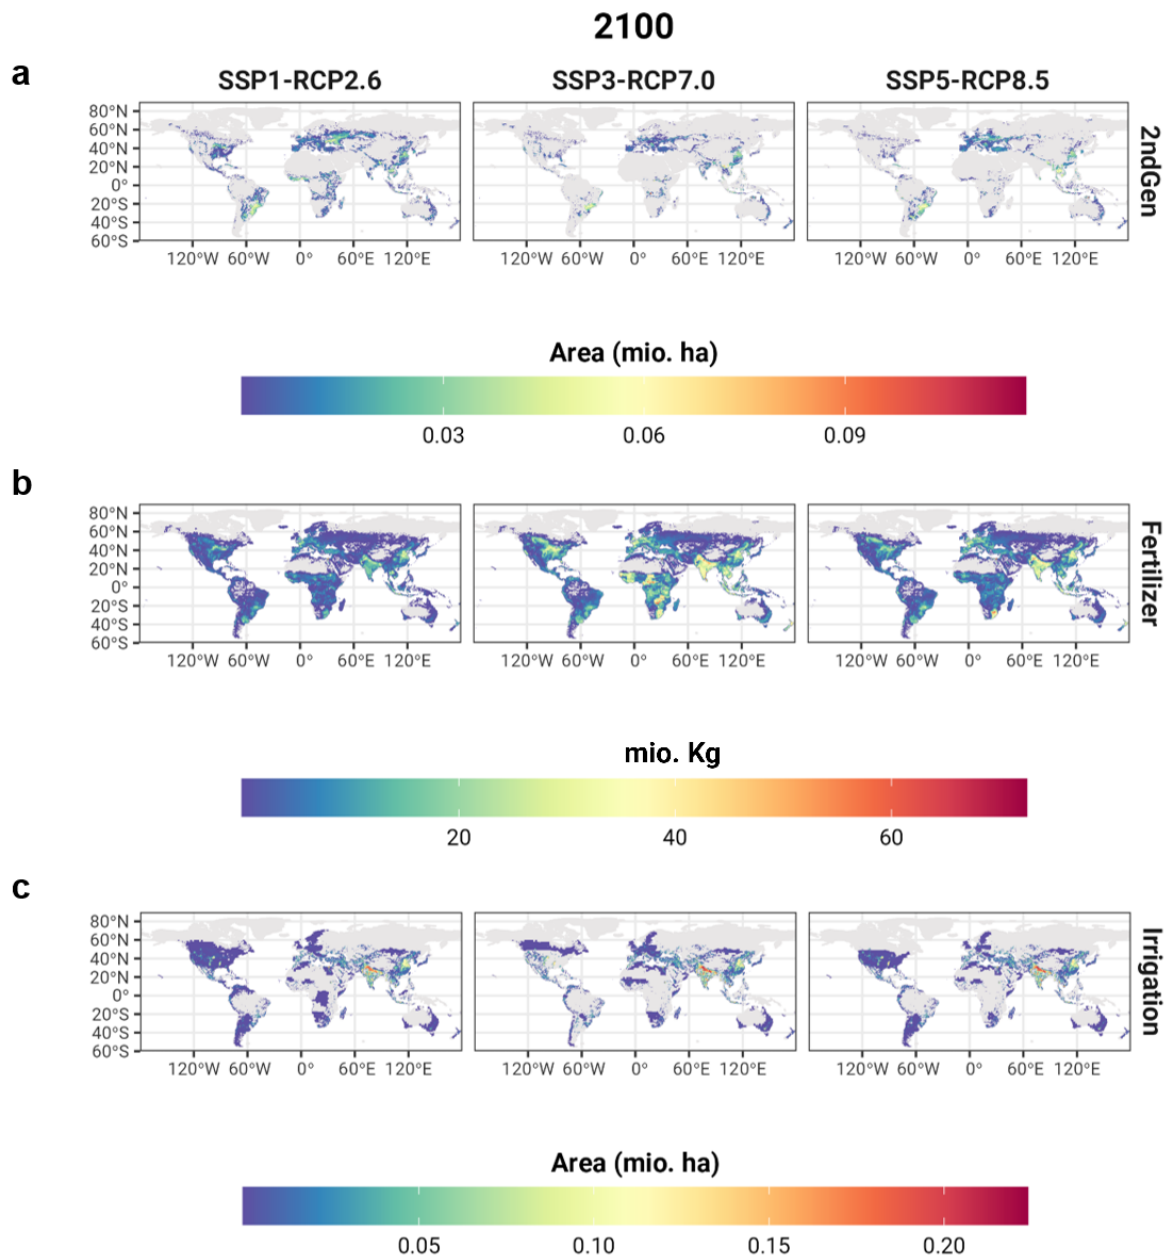 2100
a
SSP1-RCP2.6 SSP3-RCP7.0 SSP5-RCP8.5
80°N
60°N
40°N
20°N
0°
20°S
40°S
60°S
2ndGen
120°W 60°W 0° 60°E 120°E 120°W 60°W 0° 60°E 120°E 120°W 60°W 0° 60°E 120°E
Area (mio. ha)
0.03 0.06 0.09
b
80°N
60°N
40°N
20°N
0°
20°S
40°S
60°S
Fertilizer
120°W 60°W 0° 60°E 120°E 120°W 60°W 0° 60°E 120°E 120°W 60°W 0° 60°E 120°E
mio. Kg
20 40 60
c
80°N
60°N
40°N
20°N
0°
20°S
40°S
60°S
Irrigation
120°W 60°W 0° 60°E 120°E 120°W 60°W 0° 60°E 120°E 120°W 60°W 0° 60°E 120°E
Area (mio. ha)
0.05 0.10 0.15 0.20